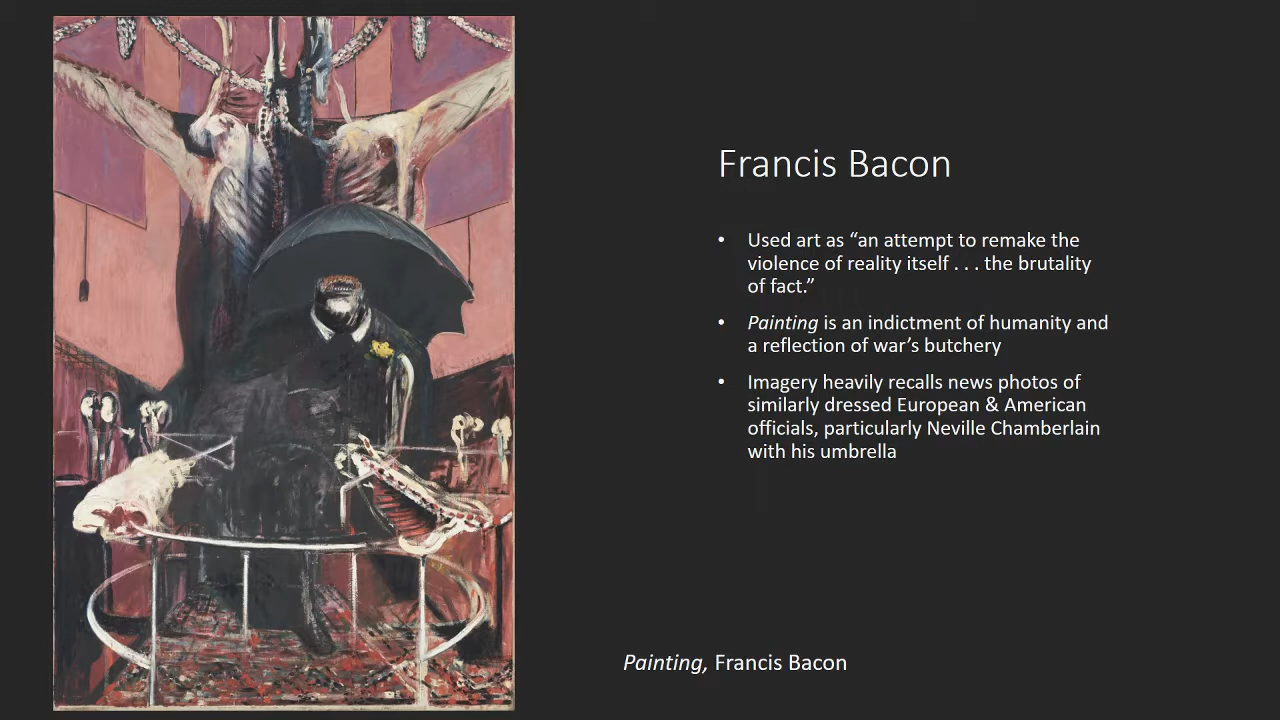 Francis Bacon
• Used art as “an attempt to remake the
violence of reality itself . . . the brutality
of fact.”
• Painting is an indictment of humanity and
a reflection of war’s butchery
• Imagery heavily recalls news photos of
similarly dressed European & American
officials, particularly Neville Chamberlain
with his umbrella
Painting, Francis Bacon